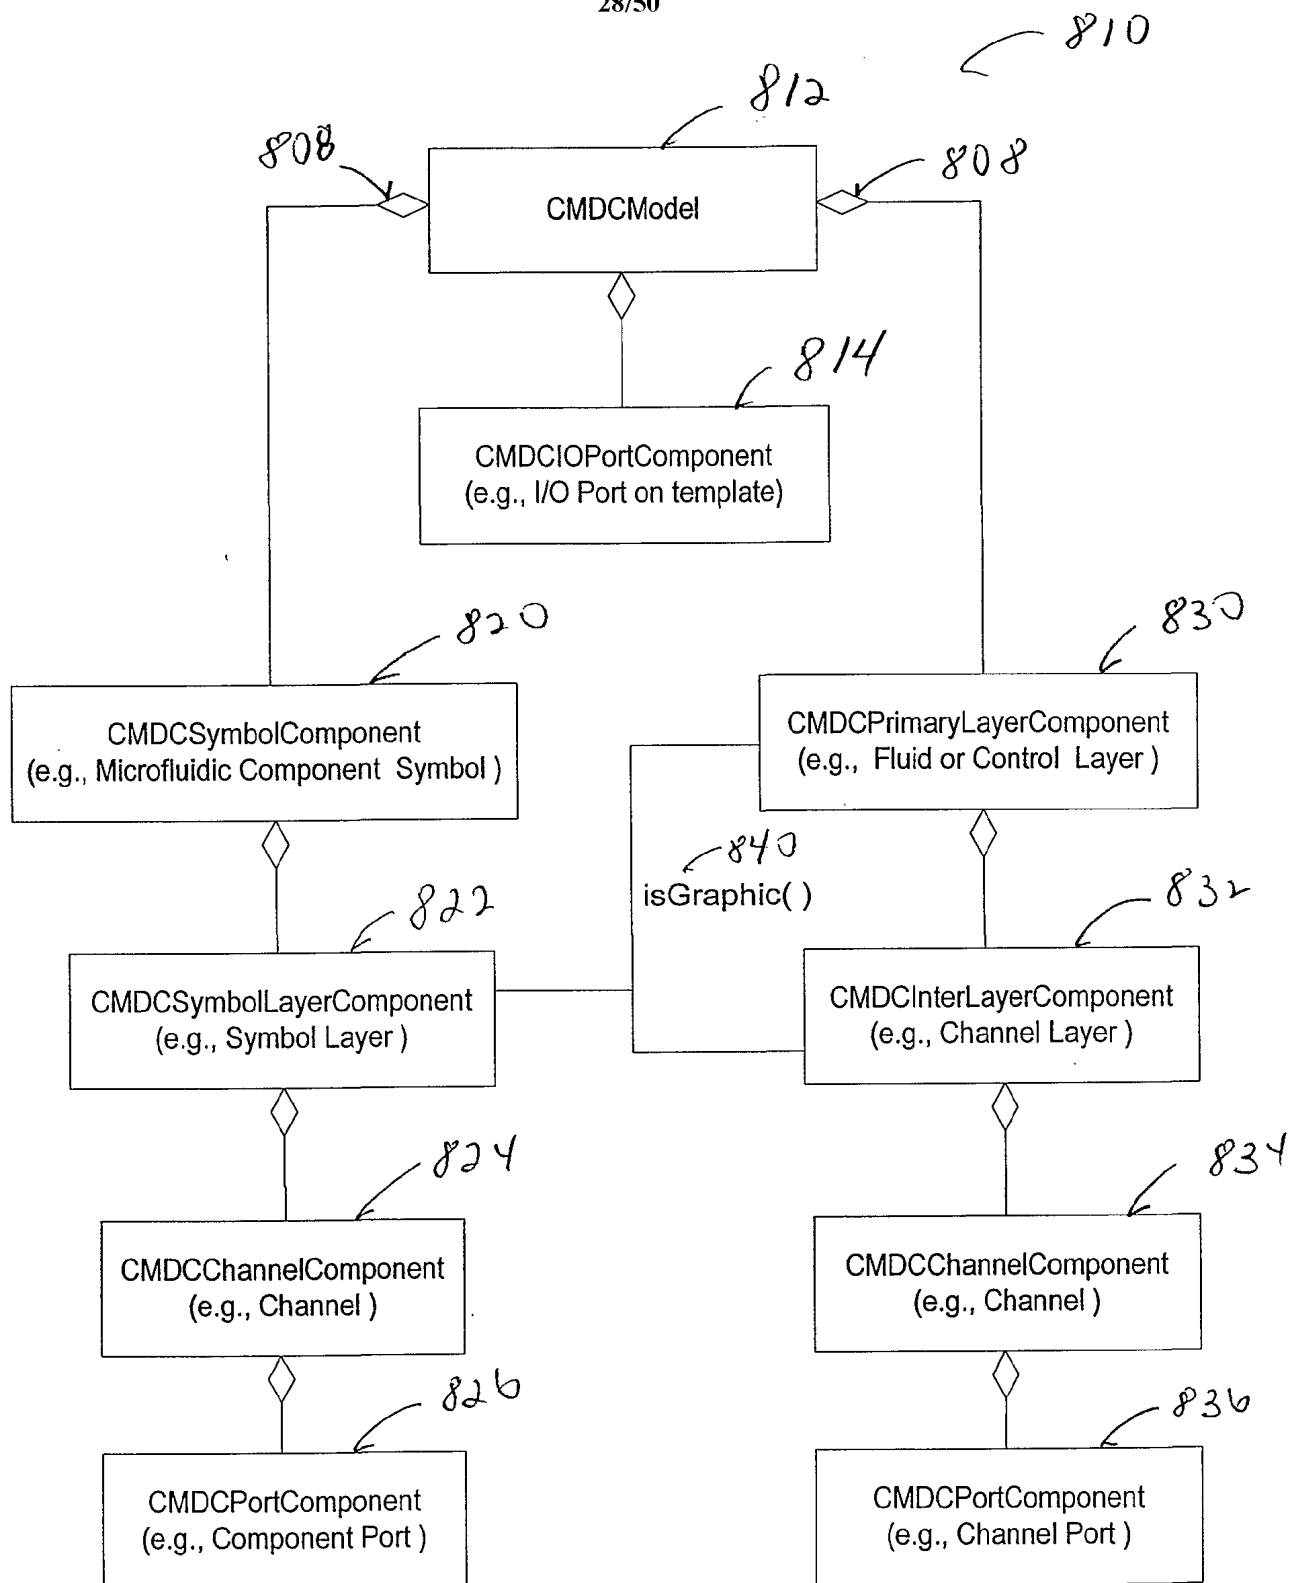 28/50
810
812
808
808
CMDCModel
814
CMDCIOPortComponent
(e.g., I/O Port on template)
820
830
CMDCSymbolComponent
(e.g., Microfluidic Component Symbol )
CMDCPrimaryLayerComponent
(e.g., Fluid or Control Layer )
840
isGraphic( )
822
832
CMDCSymbolLayerComponent
(e.g., Symbol Layer )
CMDCInterLayerComponent
(e.g., Channel Layer )
824
834
CMDCChannelComponent
(e.g., Channel )
CMDCChannelComponent
(e.g., Channel )
826
836
CMDCPortComponent
(e.g., Component Port )
CMDCPortComponent
(e.g., Channel Port )